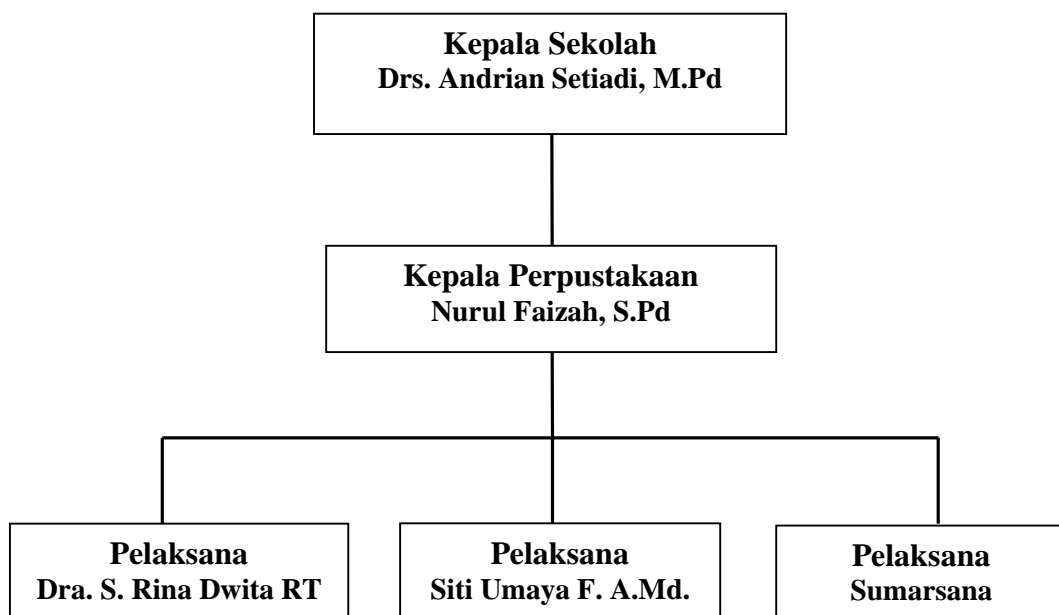 Kepala Sekolah
Drs. Andrian Setiadi, M.Pd
Kepala Perpustakaan
Nurul Faizah, S.Pd
Pelaksana
Dra. S. Rina Dwita RT
Pelaksana
Siti Umaya F. A.Md.
Pelaksana
Sumarsana